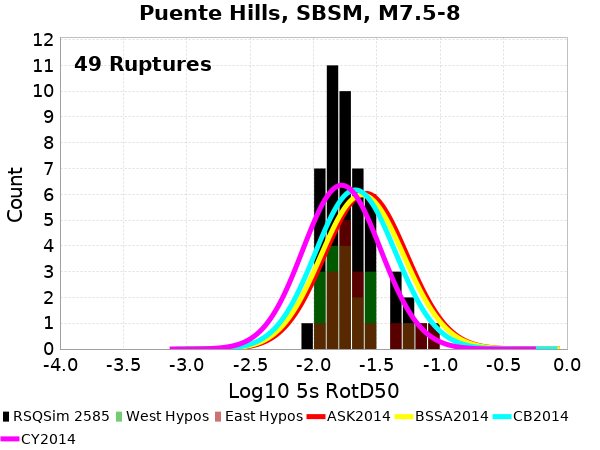 Puente Hills, SBSM, M7.5-8
49 Ruptures
Count
12
11
10
9
8
7
6
5
4
3
2
1
0
-4.0 -3.5 -3.0 -2.5 -2.0 -1.5 -1.0 -0.5 0.0
Log10 5s RotD50
RSQSim 2585 West Hypos East Hypos ASK2014 BSSA2014 CB2014
CY2014